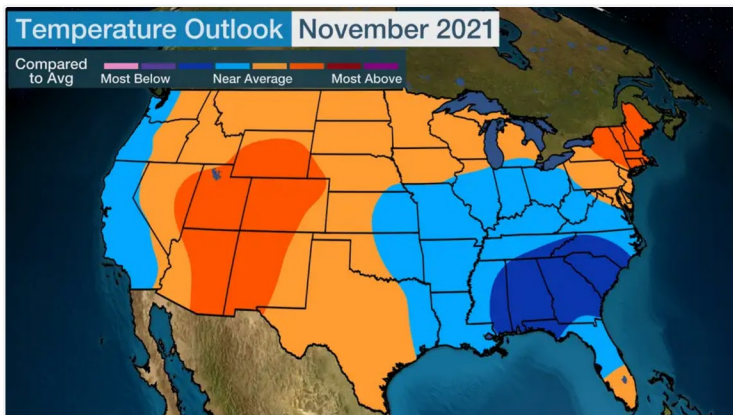 Temperature Outlook November 2021
Compared
to Avg
Most Below Near Average Most Above